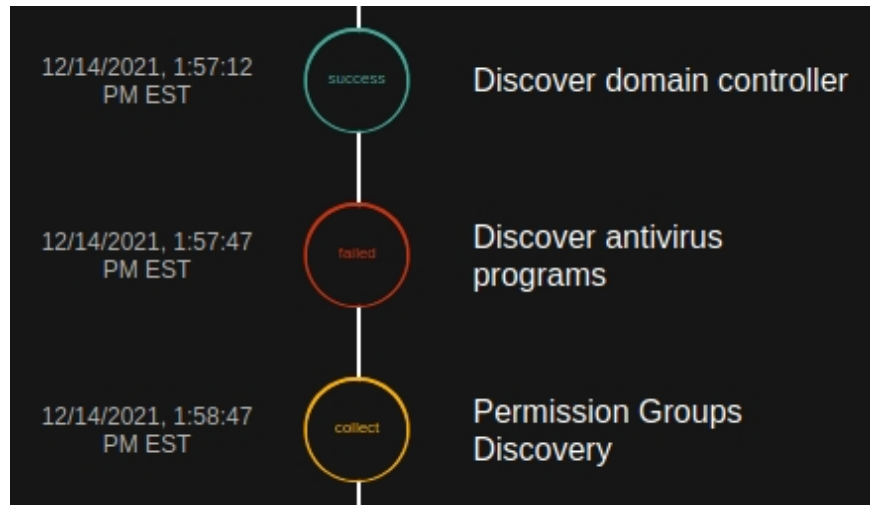 12/14/2021, 1:57:12
PM EST
success
Discover domain controller
12/14/2021, 1:57:47
PM EST
failed
Discover antivirus
programs
12/14/2021, 1:58:47
PM EST
collect
Permission Groups
Discovery